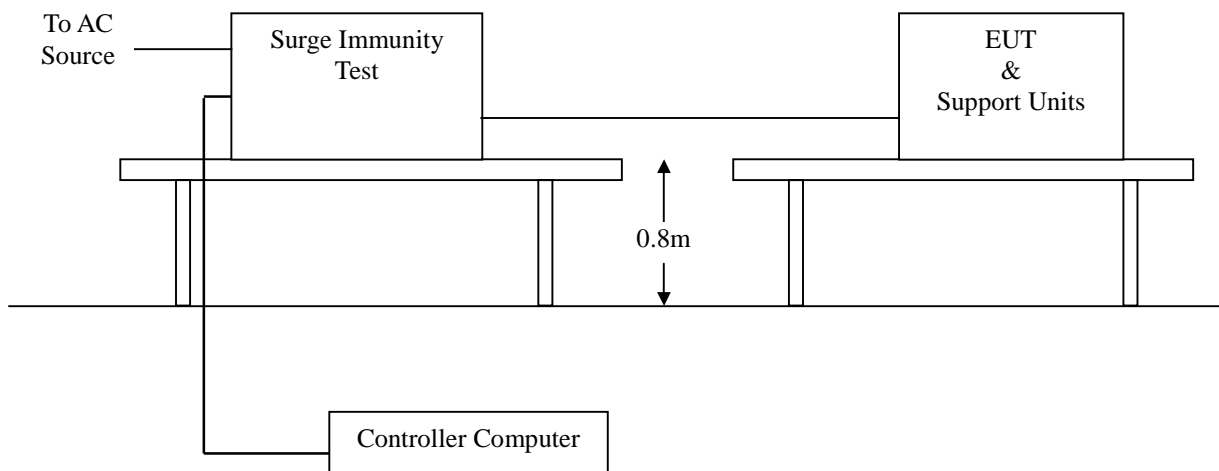 To AC
Source
Surge Immunity
Test
EUT
&
Support Units
0.8m
Controller Computer